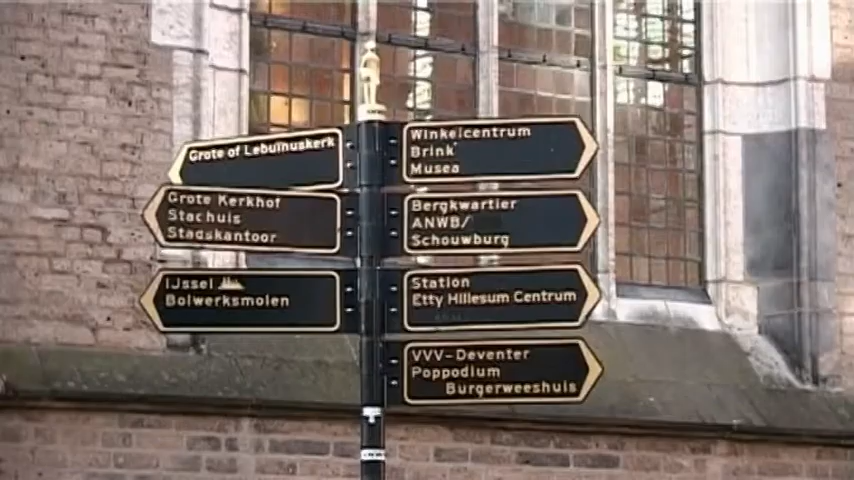 Grote of Lebuinuskerk
Grote Kerkhof
Stadhuis
Stadskantoor
IJssel
Bolwerksmolen
Winkelcentrum
Brink
Musea
Bergkwartier
ANWB/
Schouwburg
Station
Etty Hillesum Centrum
VVV-Deventer
Poppodium
Burgerweeshuis